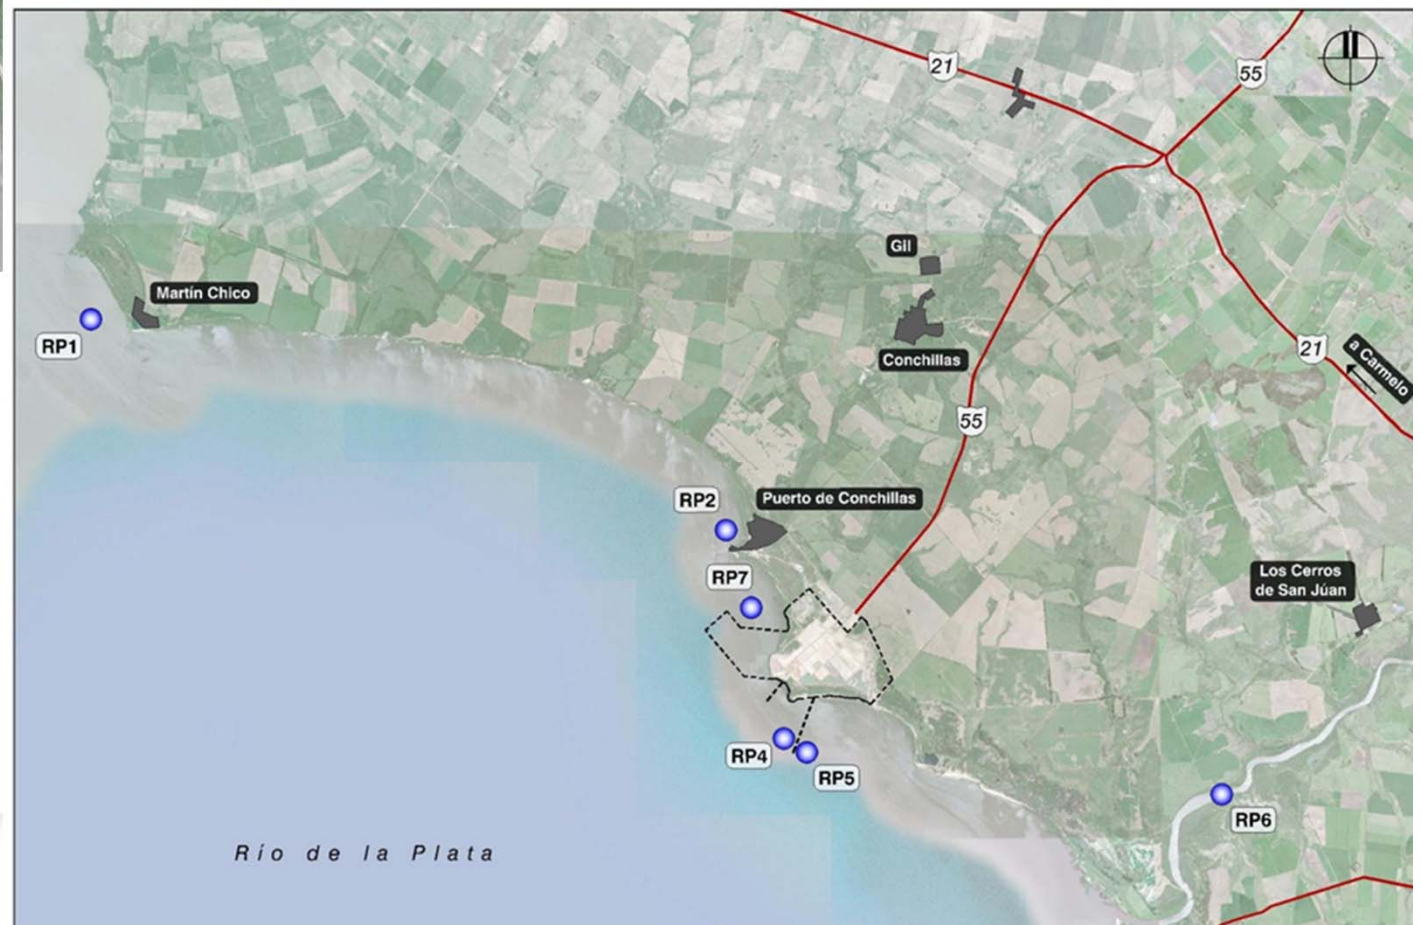 21
55
Gil
Martín Chico
RP1
Conchillas
21
a Carmelo
55
RP2
Puerto de Conchillas
RP7
Los Cerros
de San Júan
RP4
RP5
RP6
Río de la Plata